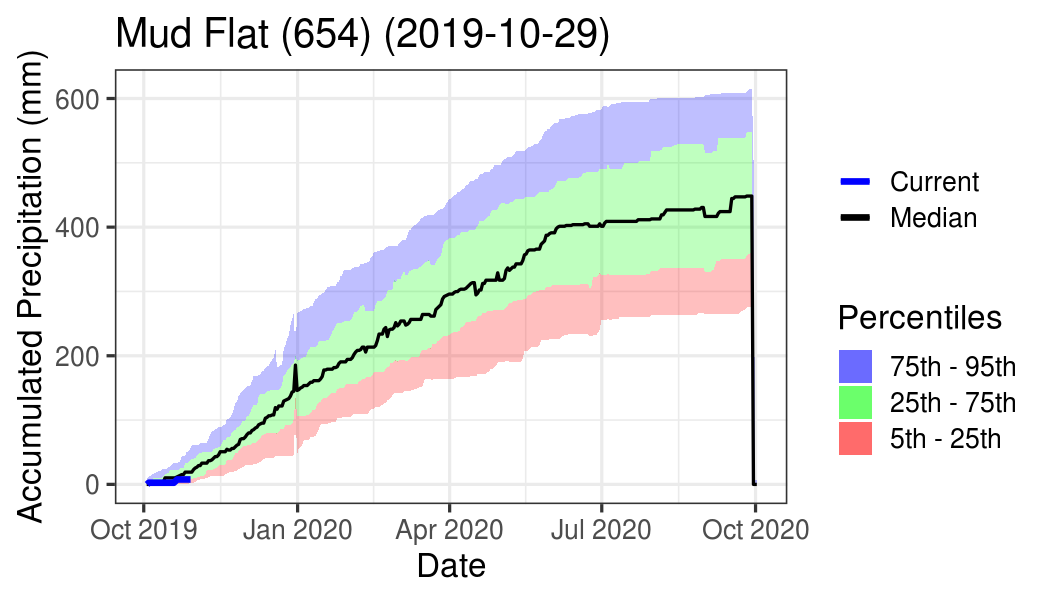 Mud Flat (654) (2019-10-29)
Accumulated Precipitation (mm)
600
400
200
0
Oct 2019
Jan 2020
Apr 2020
Jul 2020
Oct 2020
Date
Current
Median
Percentiles
75th - 95th
25th - 75th
5th - 25th